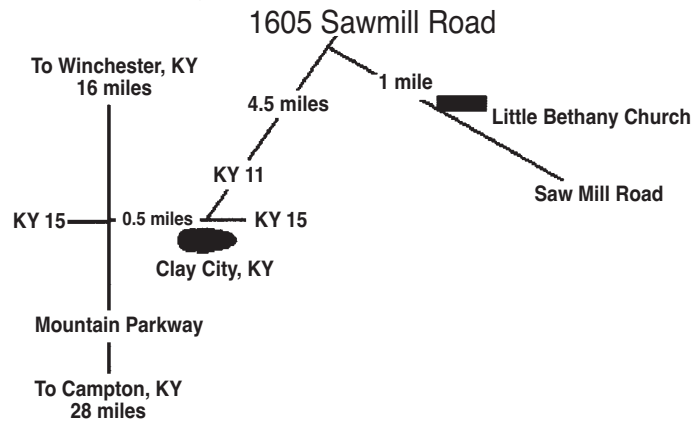 1605 Sawmill Road
To Winchester, KY
16 miles
1 mile
4.5 miles
Little Bethany Church
KY 11
Saw Mill Road
KY 15
0.5 miles
KY 15
Clay City, KY
Mountain Parkway
To Campton, KY
28 miles